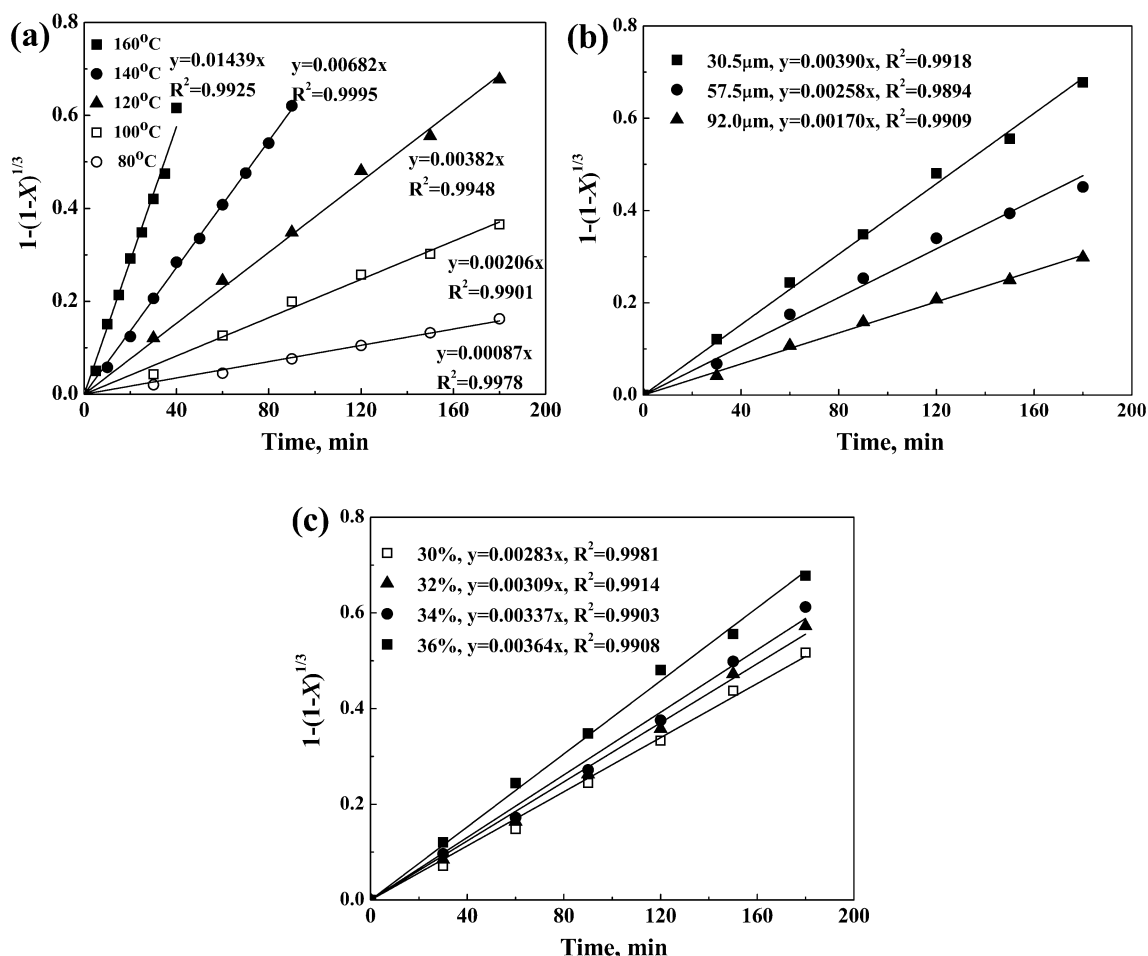 (a)
160°C
140°C
120°C
100°C
80°C
y=0.01439x
R²=0.9925
y=0.00682x
R²=0.9995
y=0.00382x
R²=0.9948
y=0.00206x
R²=0.9901
y=0.00087x
R²=0.9978
1-(1-X)^1/3
0.8
0.6
0.4
0.2
0.0
0 40 80 120 160 200
Time, min
(b)
30.5μm, y=0.00390x, R²=0.9918
57.5μm, y=0.00258x, R²=0.9894
92.0μm, y=0.00170x, R²=0.9909
1-(1-X)^1/3
0.8
0.6
0.4
0.2
0.0
0 40 80 120 160 200
Time, min
(c)
30%, y=0.00283x, R²=0.9981
32%, y=0.00309x, R²=0.9914
34%, y=0.00337x, R²=0.9903
36%, y=0.00364x, R²=0.9908
1-(1-X)^1/3
0.8
0.6
0.4
0.2
0.0
0 40 80 120 160 200
Time, min